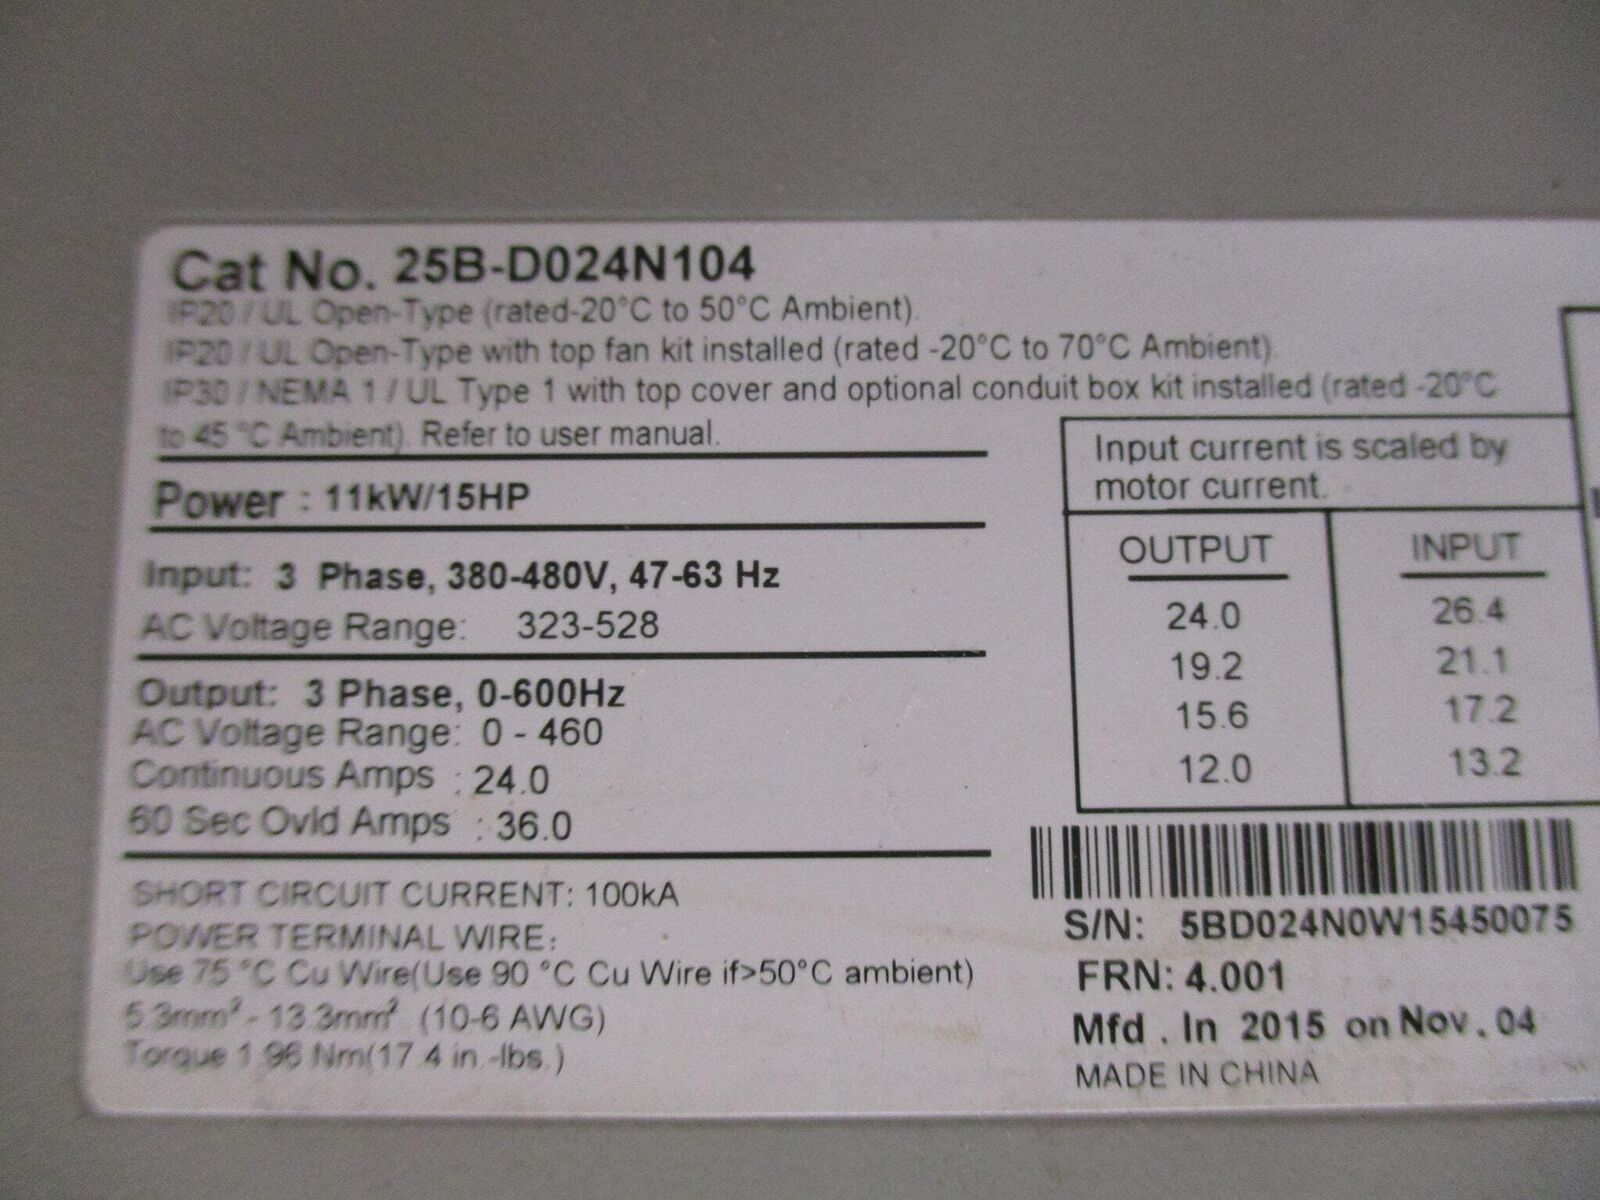 Cat No. 25B-D024N104
IP20 / UL Open-Type (rated-20°C to 50°C Ambient).
IP20 / UL Open-Type with top fan kit installed (rated -20°C to 70°C Ambient)
IP30 / NEMA 1 / UL Type 1 with top cover and optional conduit box kit installed (rated -20°C
to 45 °C Ambient). Refer to user manual.
Power : 11kW/15HP
Input: 3 Phase, 380-480V, 47-63 Hz
AC Voltage Range: 323-528
Output: 3 Phase, 0-600Hz
AC Voltage Range: 0 - 460
Continuous Amps : 24.0
60 Sec Ovld Amps : 36.0
SHORT CIRCUIT CURRENT: 100kA
POWER TERMINAL WIRE:
Use 75 °C Cu Wire(Use 90 °C Cu Wire if>50°C ambient)
5.3mm² - 13.3mm² (10-6 AWG)
Torque 1.96 Nm(17.4 in.-lbs.)
Input current is scaled by
motor current.
OUTPUT INPUT
24.0 26.4
19.2 21.1
15.6 17.2
12.0 13.2
S/N: 5BD024N0W15450075
FRN: 4.001
Mfd . In 2015 on Nov . 04
MADE IN CHINA